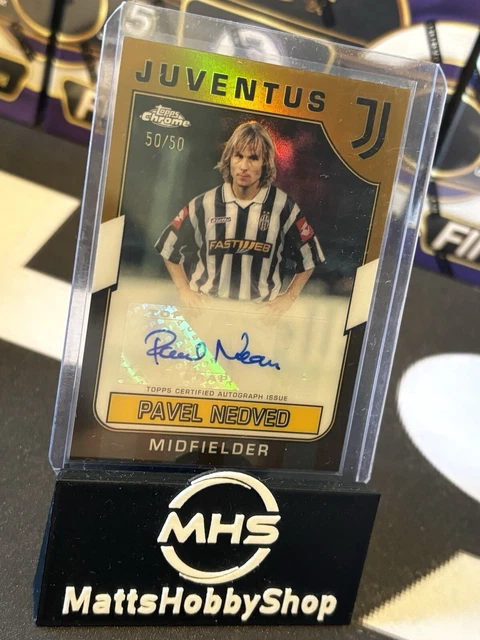 JUVENTUS
TOPPS
Chrome
50/50
FASTWEB
Pavel Nedved
TOPPS CERTIFIED AUTOGRAPH ISSUE
PAVEL NEDVED
MIDFIELDER
MHS
MattsHobbyShop